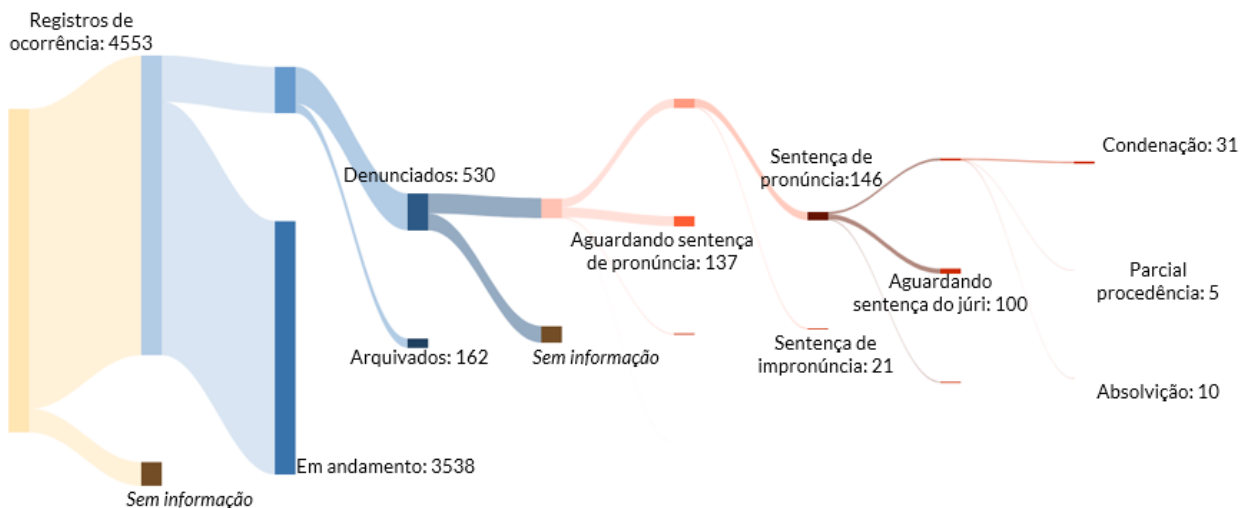 Registros de
ocorrência: 4553
Sem informação
Em andamento: 3538
Denunciados: 530
Arquivados: 162
Sem informação
Aguardando sentença
de pronúncia: 137
Sentença de
pronúncia:146
Sentença de
impronúncia: 21
Aguardando
sentença do júri: 100
Condenação: 31
Parcial
procedência: 5
Absolvição: 10